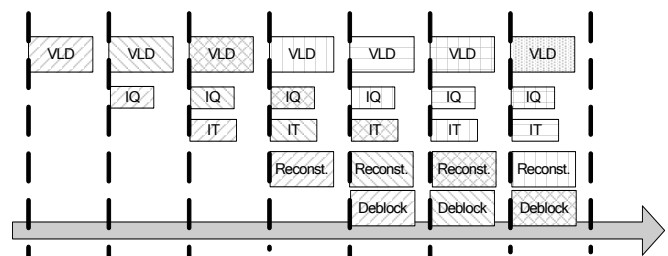 VLD VLD VLD VLD VLD VLD VLD
IQ IQ IQ IQ IQ IQ
IT IT IT IT IT
Reconst. Reconst. Reconst. Reconst.
Deblock Deblock Deblock